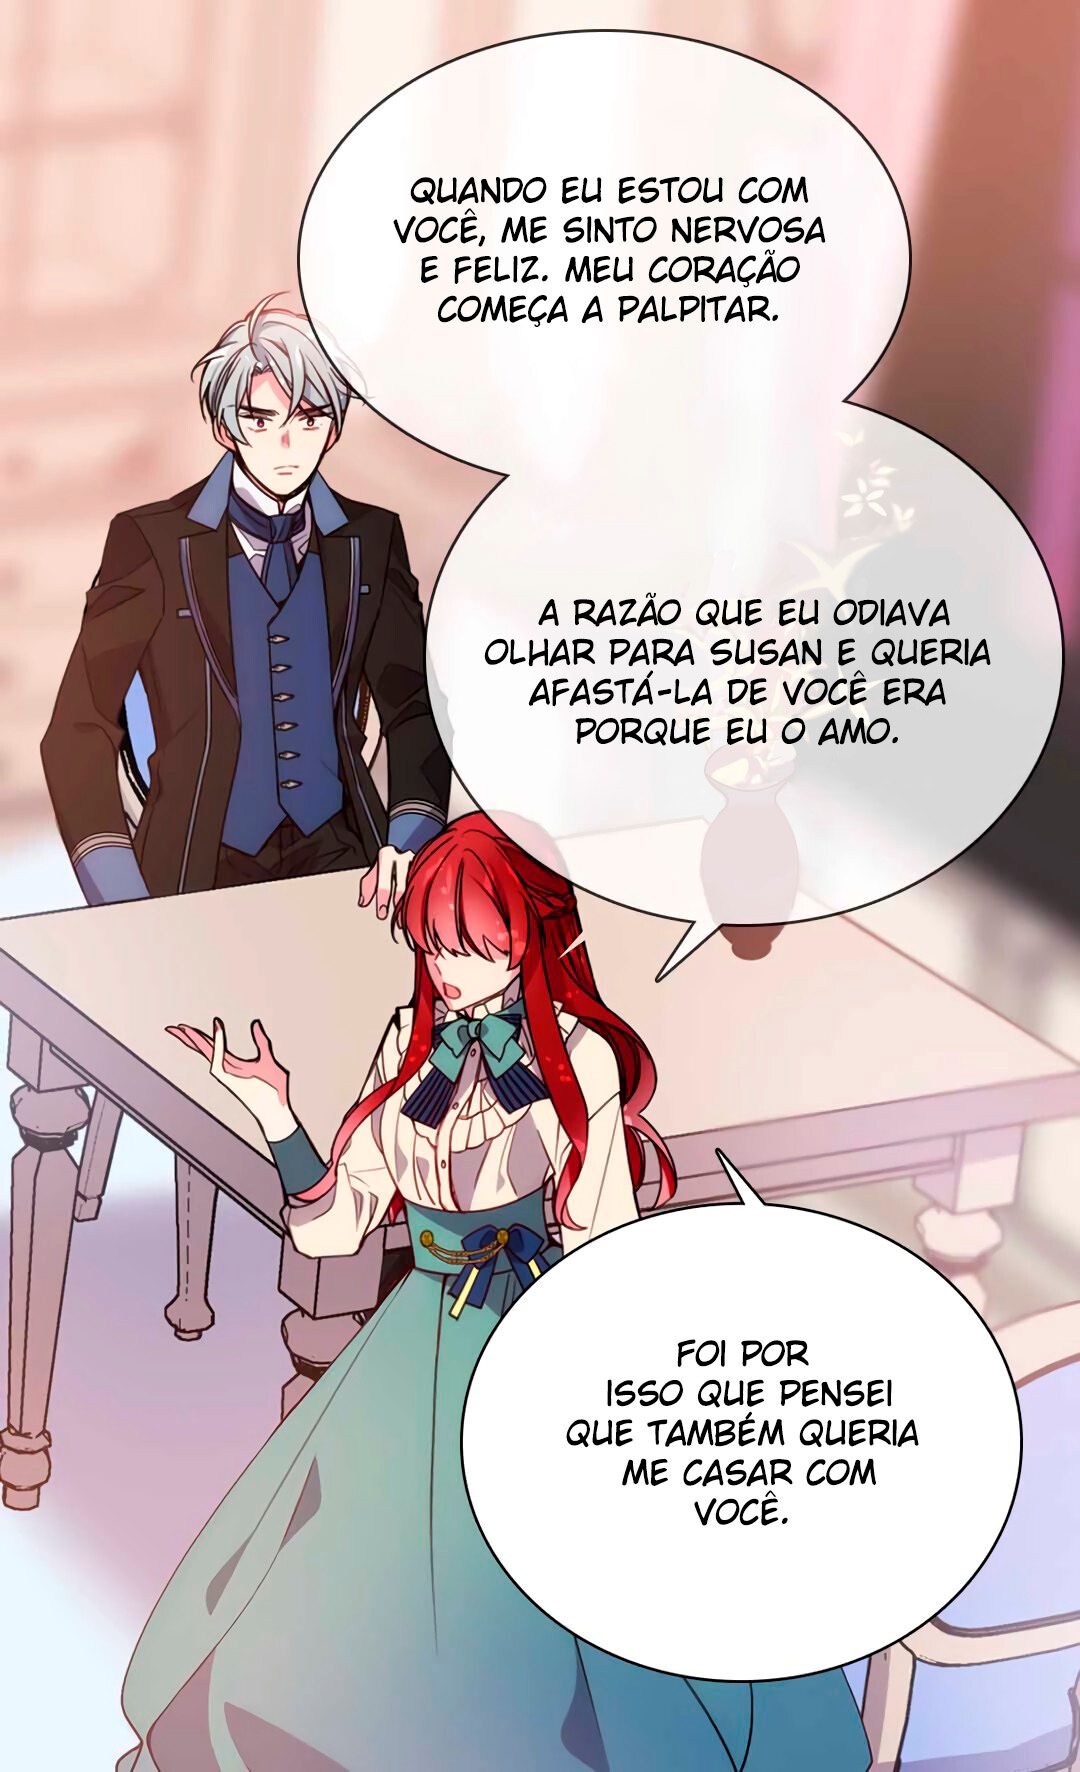 QUANDO EU ESTOU COM
VOCÊ, ME SINTO NERVOSA
E FELIZ. MEU CORAÇÃO
COMEÇA A PALPITAR.
A RAZÃO QUE EU ODIAVA
OLHAR PARA SUSAN E QUERIA
AFASTÁ-LA DE VOCÊ ERA
PORQUE EU O AMO.
FOI POR
ISSO QUE PENSEI
QUE TAMBÉM QUERIA
ME CASAR COM
VOCÊ.